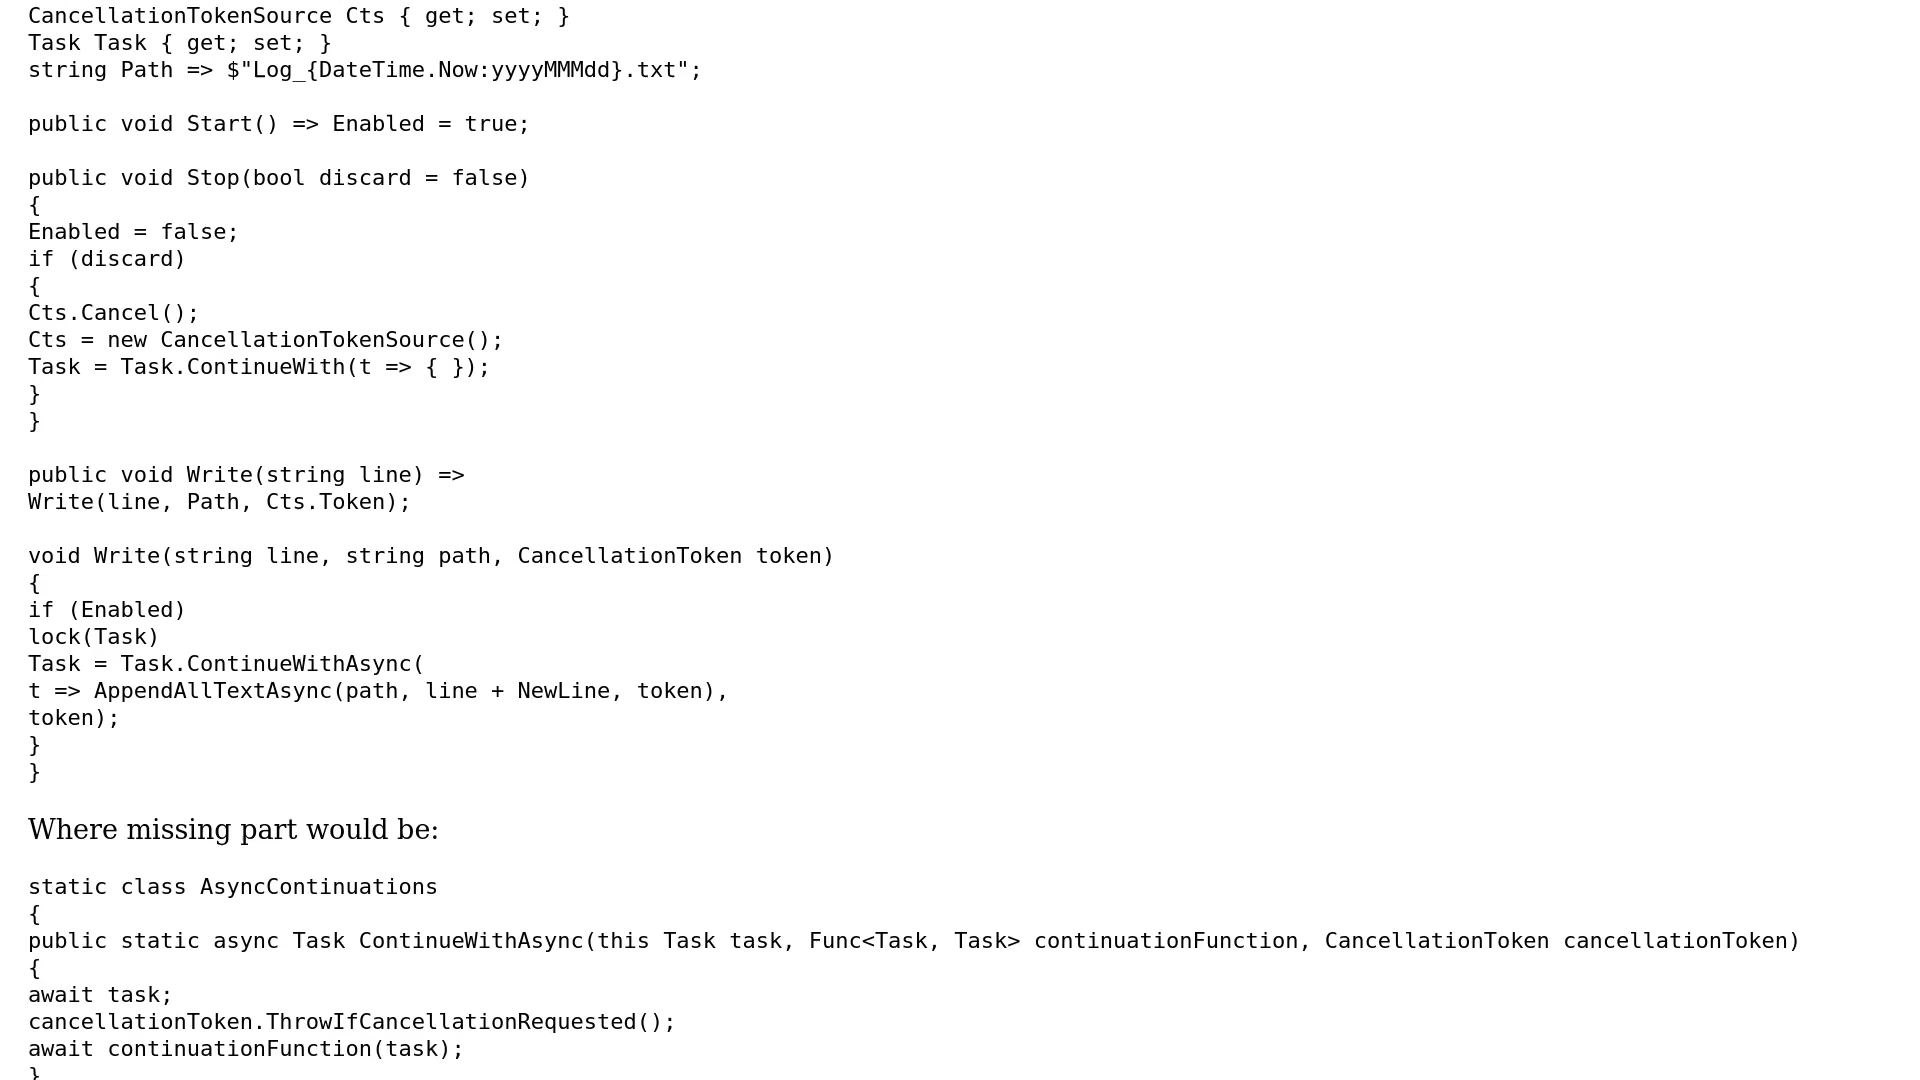 CancellationTokenSource Cts { get; set; }
Task Task { get; set; }
string Path => $"Log_{DateTime.Now:yyyyMMMdd}.txt";
public void Start() => Enabled = true;
public void Stop(bool discard = false)
{
Enabled = false;
if (discard)
{
Cts.Cancel();
Cts = new CancellationTokenSource();
Task = Task.ContinueWith(t => { });
}
}
public void Write(string line) =>
Write(line, Path, Cts.Token);
void Write(string line, string path, CancellationToken token)
{
if (Enabled)
lock(Task)
Task = Task.ContinueWithAsync(
t => AppendAllTextAsync(path, line + NewLine, token),
token);
}
}
Where missing part would be:
static class AsyncContinuations
{
public static async Task ContinueWithAsync(this Task task, Func<Task, Task> continuationFunction, CancellationToken cancellationToken)
{
await task;
cancellationToken.ThrowIfCancellationRequested();
await continuationFunction(task);
}